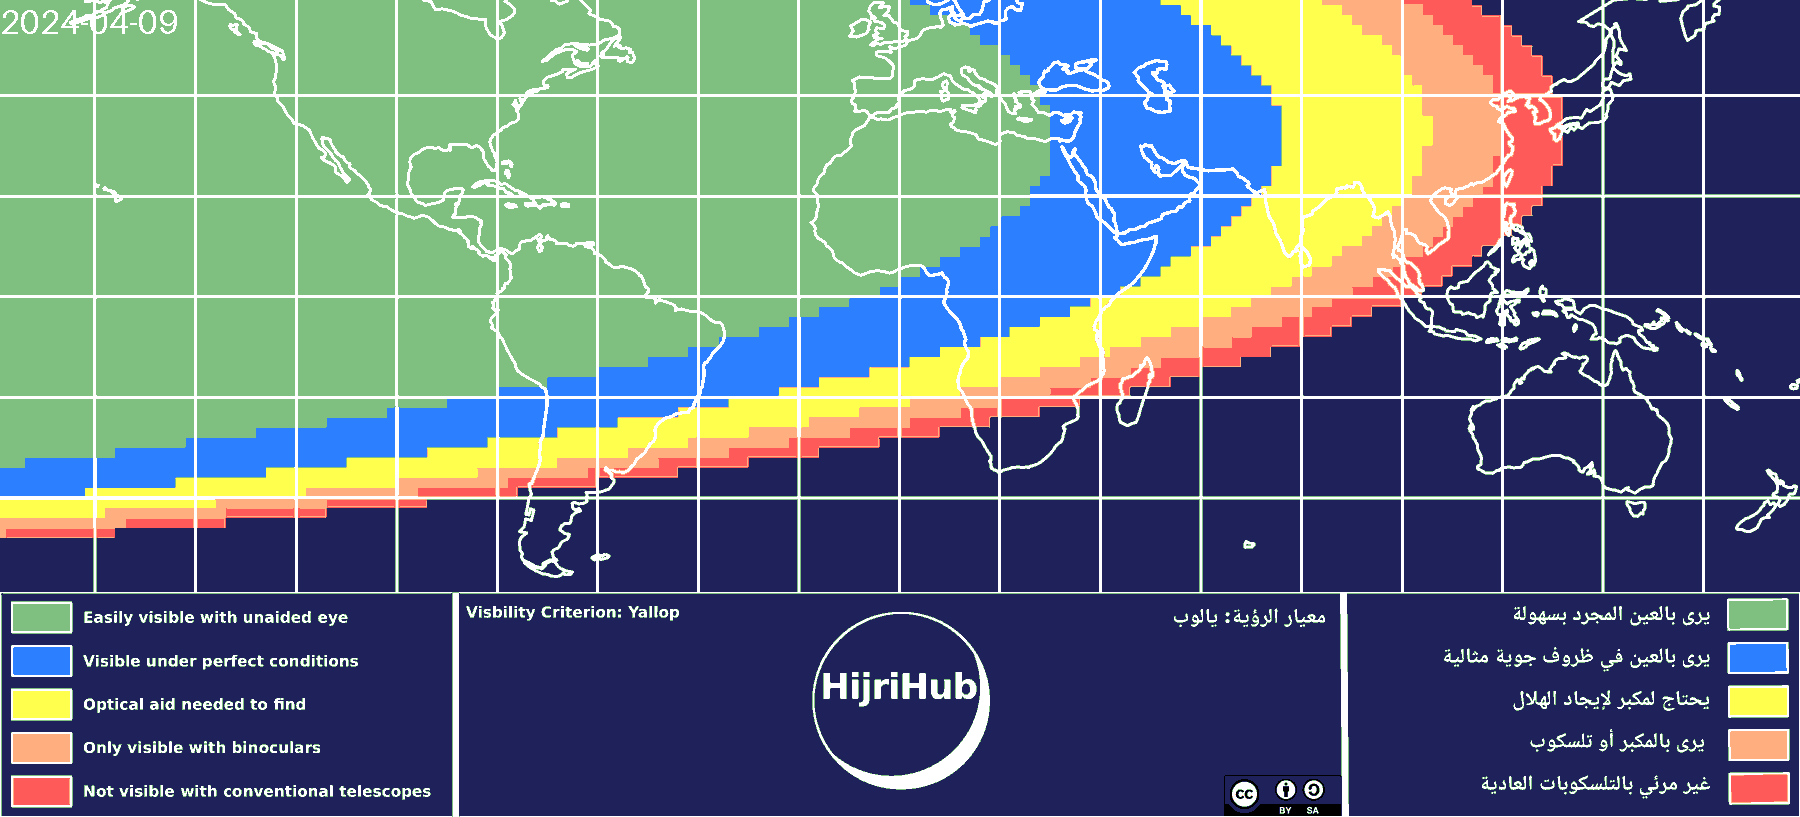 2024-04-09
Easily visible with unaided eye
Visible under perfect conditions
Optical aid needed to find
Only visible with binoculars
Not visible with conventional telescopes
Visbility Criterion: Yallop
معيار الرؤية: يالوب
HijriHub
cc
BY SA
يرى بالعين المجرد بسهولة
يرى بالعين في ظروف جوية مثالية
يحتاج لمكبر لإيجاد الهلال
يرى بالمكبر أو تلسكوب
غير مرئي بالتلسكوبات العادية